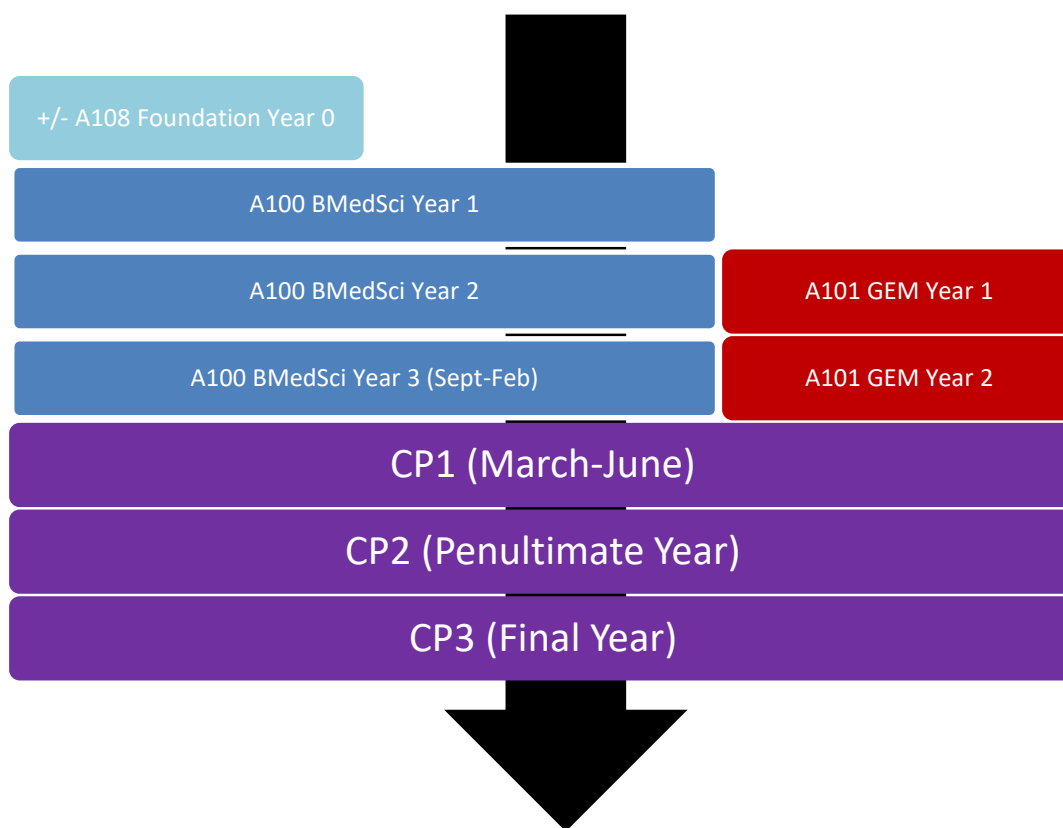 +/- A108 Foundation Year 0
A100 BMedSci Year 1
A100 BMedSci Year 2
A101 GEM Year 1
A100 BMedSci Year 3 (Sept-Feb)
A101 GEM Year 2
CP1 (March-June)
CP2 (Penultimate Year)
CP3 (Final Year)